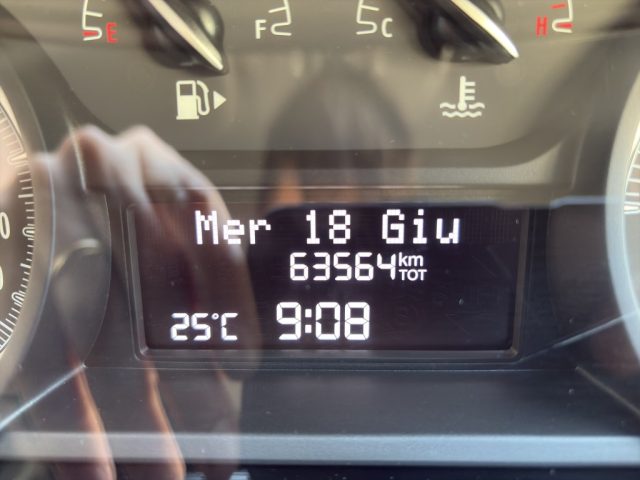 E F C H
Mer 18 Giu
63564 km TOT
25°C 9:08